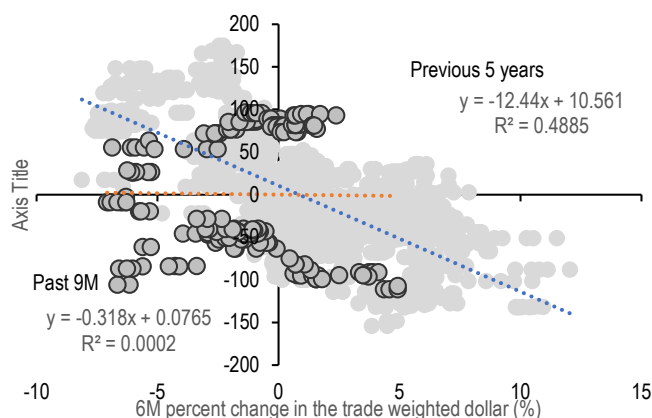 200
150
100
50
0
-50
-100
-150
-200
Axis Title
Previous 5 years
y = -12.44x + 10.561
R² = 0.4885
Past 9M
y = -0.318x + 0.0765
R² = 0.0002
-10 -5 0 5 10 15
6M percent change in the trade weighted dollar (%)